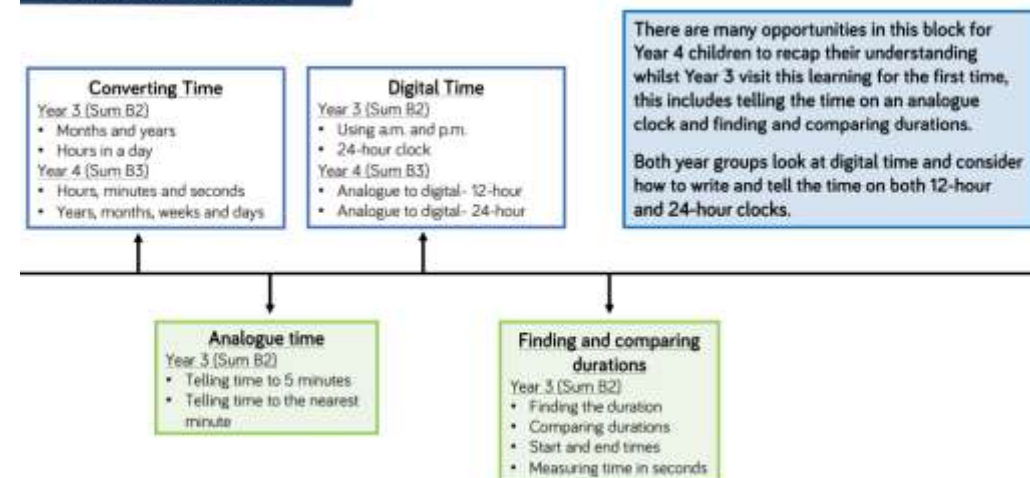 Converting Time
Year 3 (Sum B2)
• Months and years
• Hours in a day
Year 4 (Sum B3)
• Hours, minutes and seconds
• Years, months, weeks and days
Digital Time
Year 3 (Sum B2)
• Using a.m. and p.m.
• 24-hour clock
Year 4 (Sum B3)
• Analogue to digital- 12-hour
• Analogue to digital- 24-hour
There are many opportunities in this block for
Year 4 children to recap their understanding
whilst Year 3 visit this learning for the first time,
this includes telling the time on an analogue
clock and finding and comparing durations.
Both year groups look at digital time and consider
how to write and tell the time on both 12-hour
and 24-hour clocks.
Analogue time
Year 3 (Sum B2)
• Telling time to 5 minutes
• Telling time to the nearest
minute
Finding and comparing
durations
Year 3 (Sum B2)
• Finding the duration
• Comparing durations
• Start and end times
• Measuring time in seconds